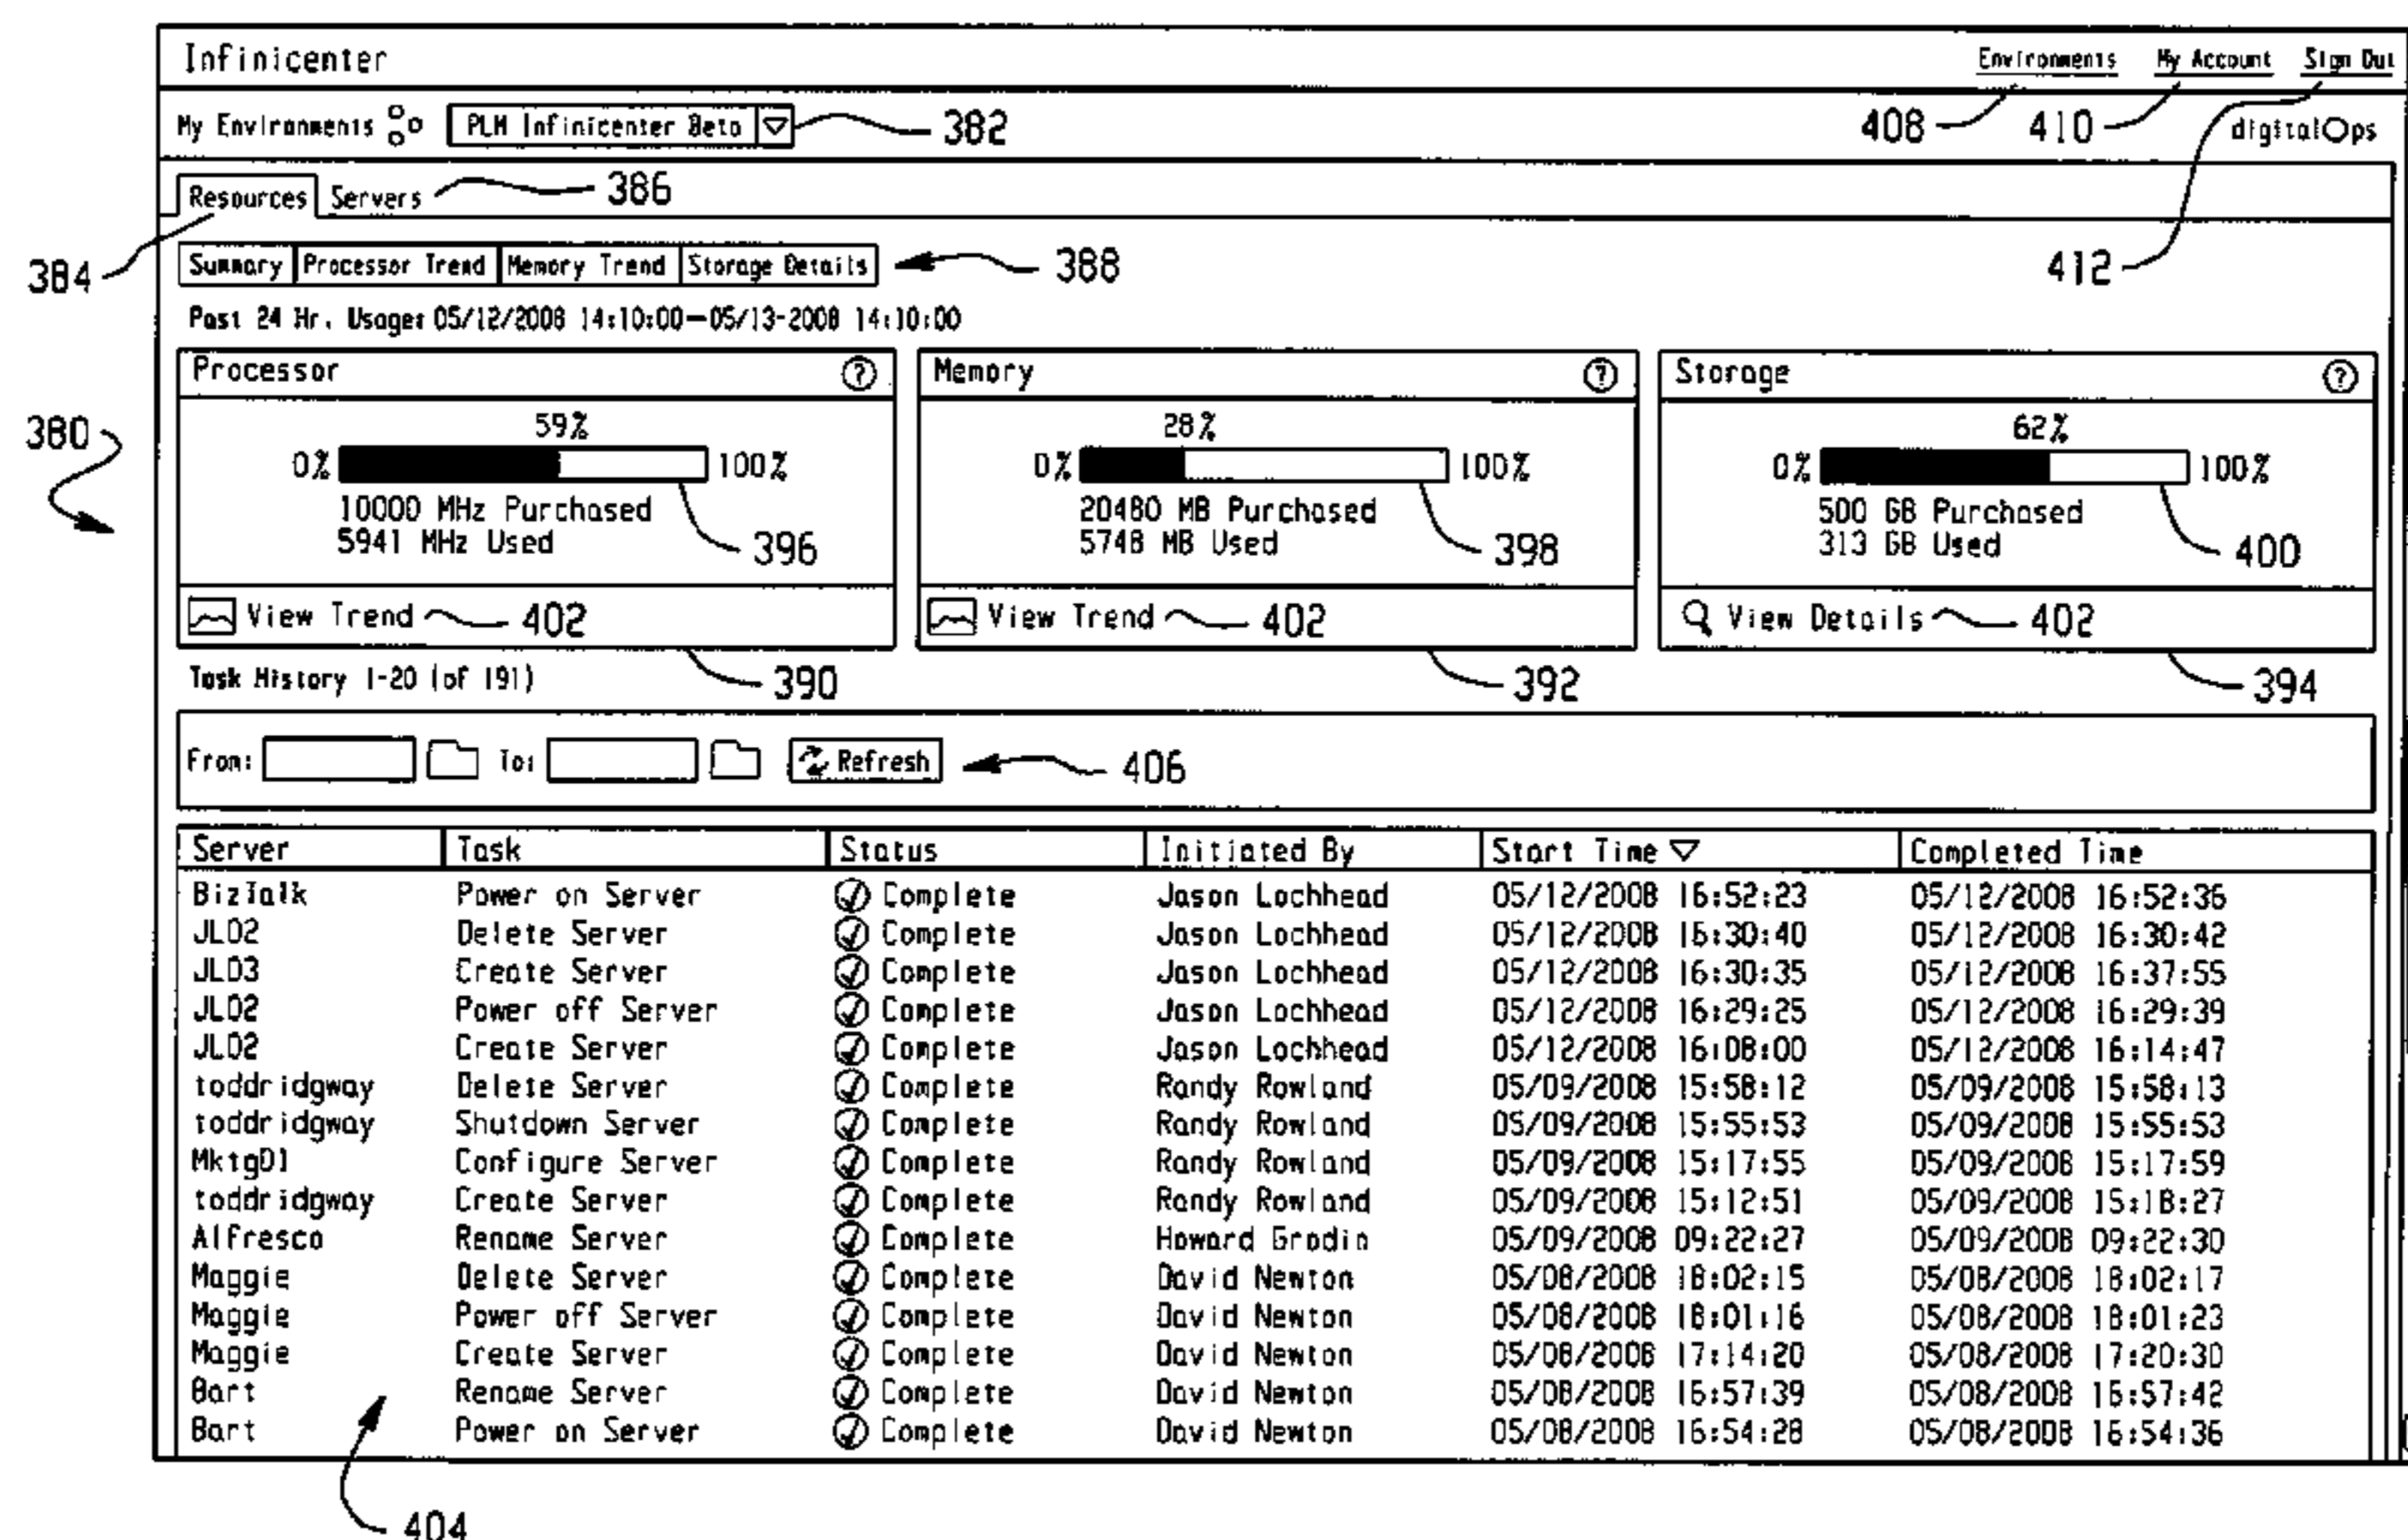 Infinicenter Environments My Account Sign Out
My Environments PLM Infinicenter Beta 382 408 410 digitalOps
Resources Servers 386
384 Summary Processor Trend Memory Trend Storage Details 388 412
Past 24 Hr. Usage: 05/12/2008 14:10:00—05/13-2008 14:10:00
Processor ? Memory ? Storage ?
380 59% 28% 62%
0% 100% 0% 100% 0% 100%
10000 MHz Purchased 20480 MB Purchased 500 GB Purchased
5941 MHz Used 396 5748 MB Used 398 313 GB Used 400
View Trend 402 View Trend 402 View Details 402
Task History 1-20 (of 191) 390 392 394
From: To: Refresh 406
Server Task Status Initiated By Start Time Completed Time
BizTalk Power on Server Complete Jason Lochhead 05/12/2008 16:52:23 05/12/2008 16:52:36
JL02 Delete Server Complete Jason Lochhead 05/12/2008 16:30:40 05/12/2008 16:30:42
JL03 Create Server Complete Jason Lochhead 05/12/2008 16:30:35 05/12/2008 16:37:55
JL02 Power off Server Complete Jason Lochhead 05/12/2008 16:29:25 05/12/2008 16:29:39
JL02 Create Server Complete Jason Lochhead 05/12/2008 16:08:00 05/12/2008 16:14:47
toddridgway Delete Server Complete Randy Rowland 05/09/2008 15:58:12 05/09/2008 15:58:13
toddridgway Shutdown Server Complete Randy Rowland 05/09/2008 15:55:53 05/09/2008 15:55:53
Mktg01 Configure Server Complete Randy Rowland 05/09/2008 15:17:55 05/09/2008 15:17:59
toddridgway Create Server Complete Randy Rowland 05/09/2008 15:12:51 05/09/2008 15:18:27
Alfresco Rename Server Complete Howard Grodin 05/09/2008 09:22:27 05/09/2008 09:22:30
Maggie Delete Server Complete David Newton 05/08/2008 18:02:15 05/08/2008 18:02:17
Maggie Power off Server Complete David Newton 05/08/2008 18:01:16 05/08/2008 18:01:23
Maggie Create Server Complete David Newton 05/08/2008 17:14:20 05/08/2008 17:20:30
Bart Rename Server Complete David Newton 05/08/2008 16:57:39 05/08/2008 16:57:42
Bart Power on Server Complete David Newton 05/08/2008 16:54:28 05/08/2008 16:54:36
404